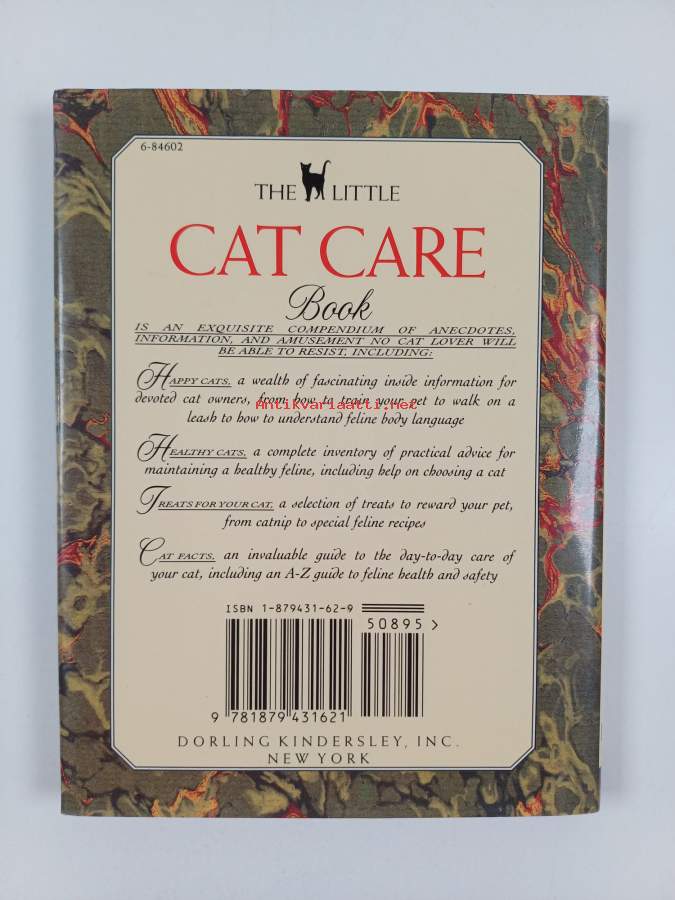 6-84602
THE LITTLE
CAT CARE
Book
IS AN EXQUISITE COMPENDIUM OF ANECDOTES,
INFORMATION, AND AMUSEMENT NO CAT LOVER WILL
BE ABLE TO RESIST, INCLUDING:
HAPPY CATS, a wealth of fascinating inside information for
devoted cat owners, from how to train your pet to walk on a
Antikvariaatti.net
leash to how to understand feline body language
HEALTHY CATS, a complete inventory of practical advice for
maintaining a healthy feline, including help on choosing a cat
TREATS FOR YOUR CAT, a selection of treats to reward your pet,
from catnip to special feline recipes
CAT FACTS, an invaluable guide to the day-to-day care of
your cat, including an A-Z guide to feline health and safety
ISBN 1-879431-62-9
50895 >
9 781879 431621
DORLING KINDERSLEY, INC.
NEW YORK